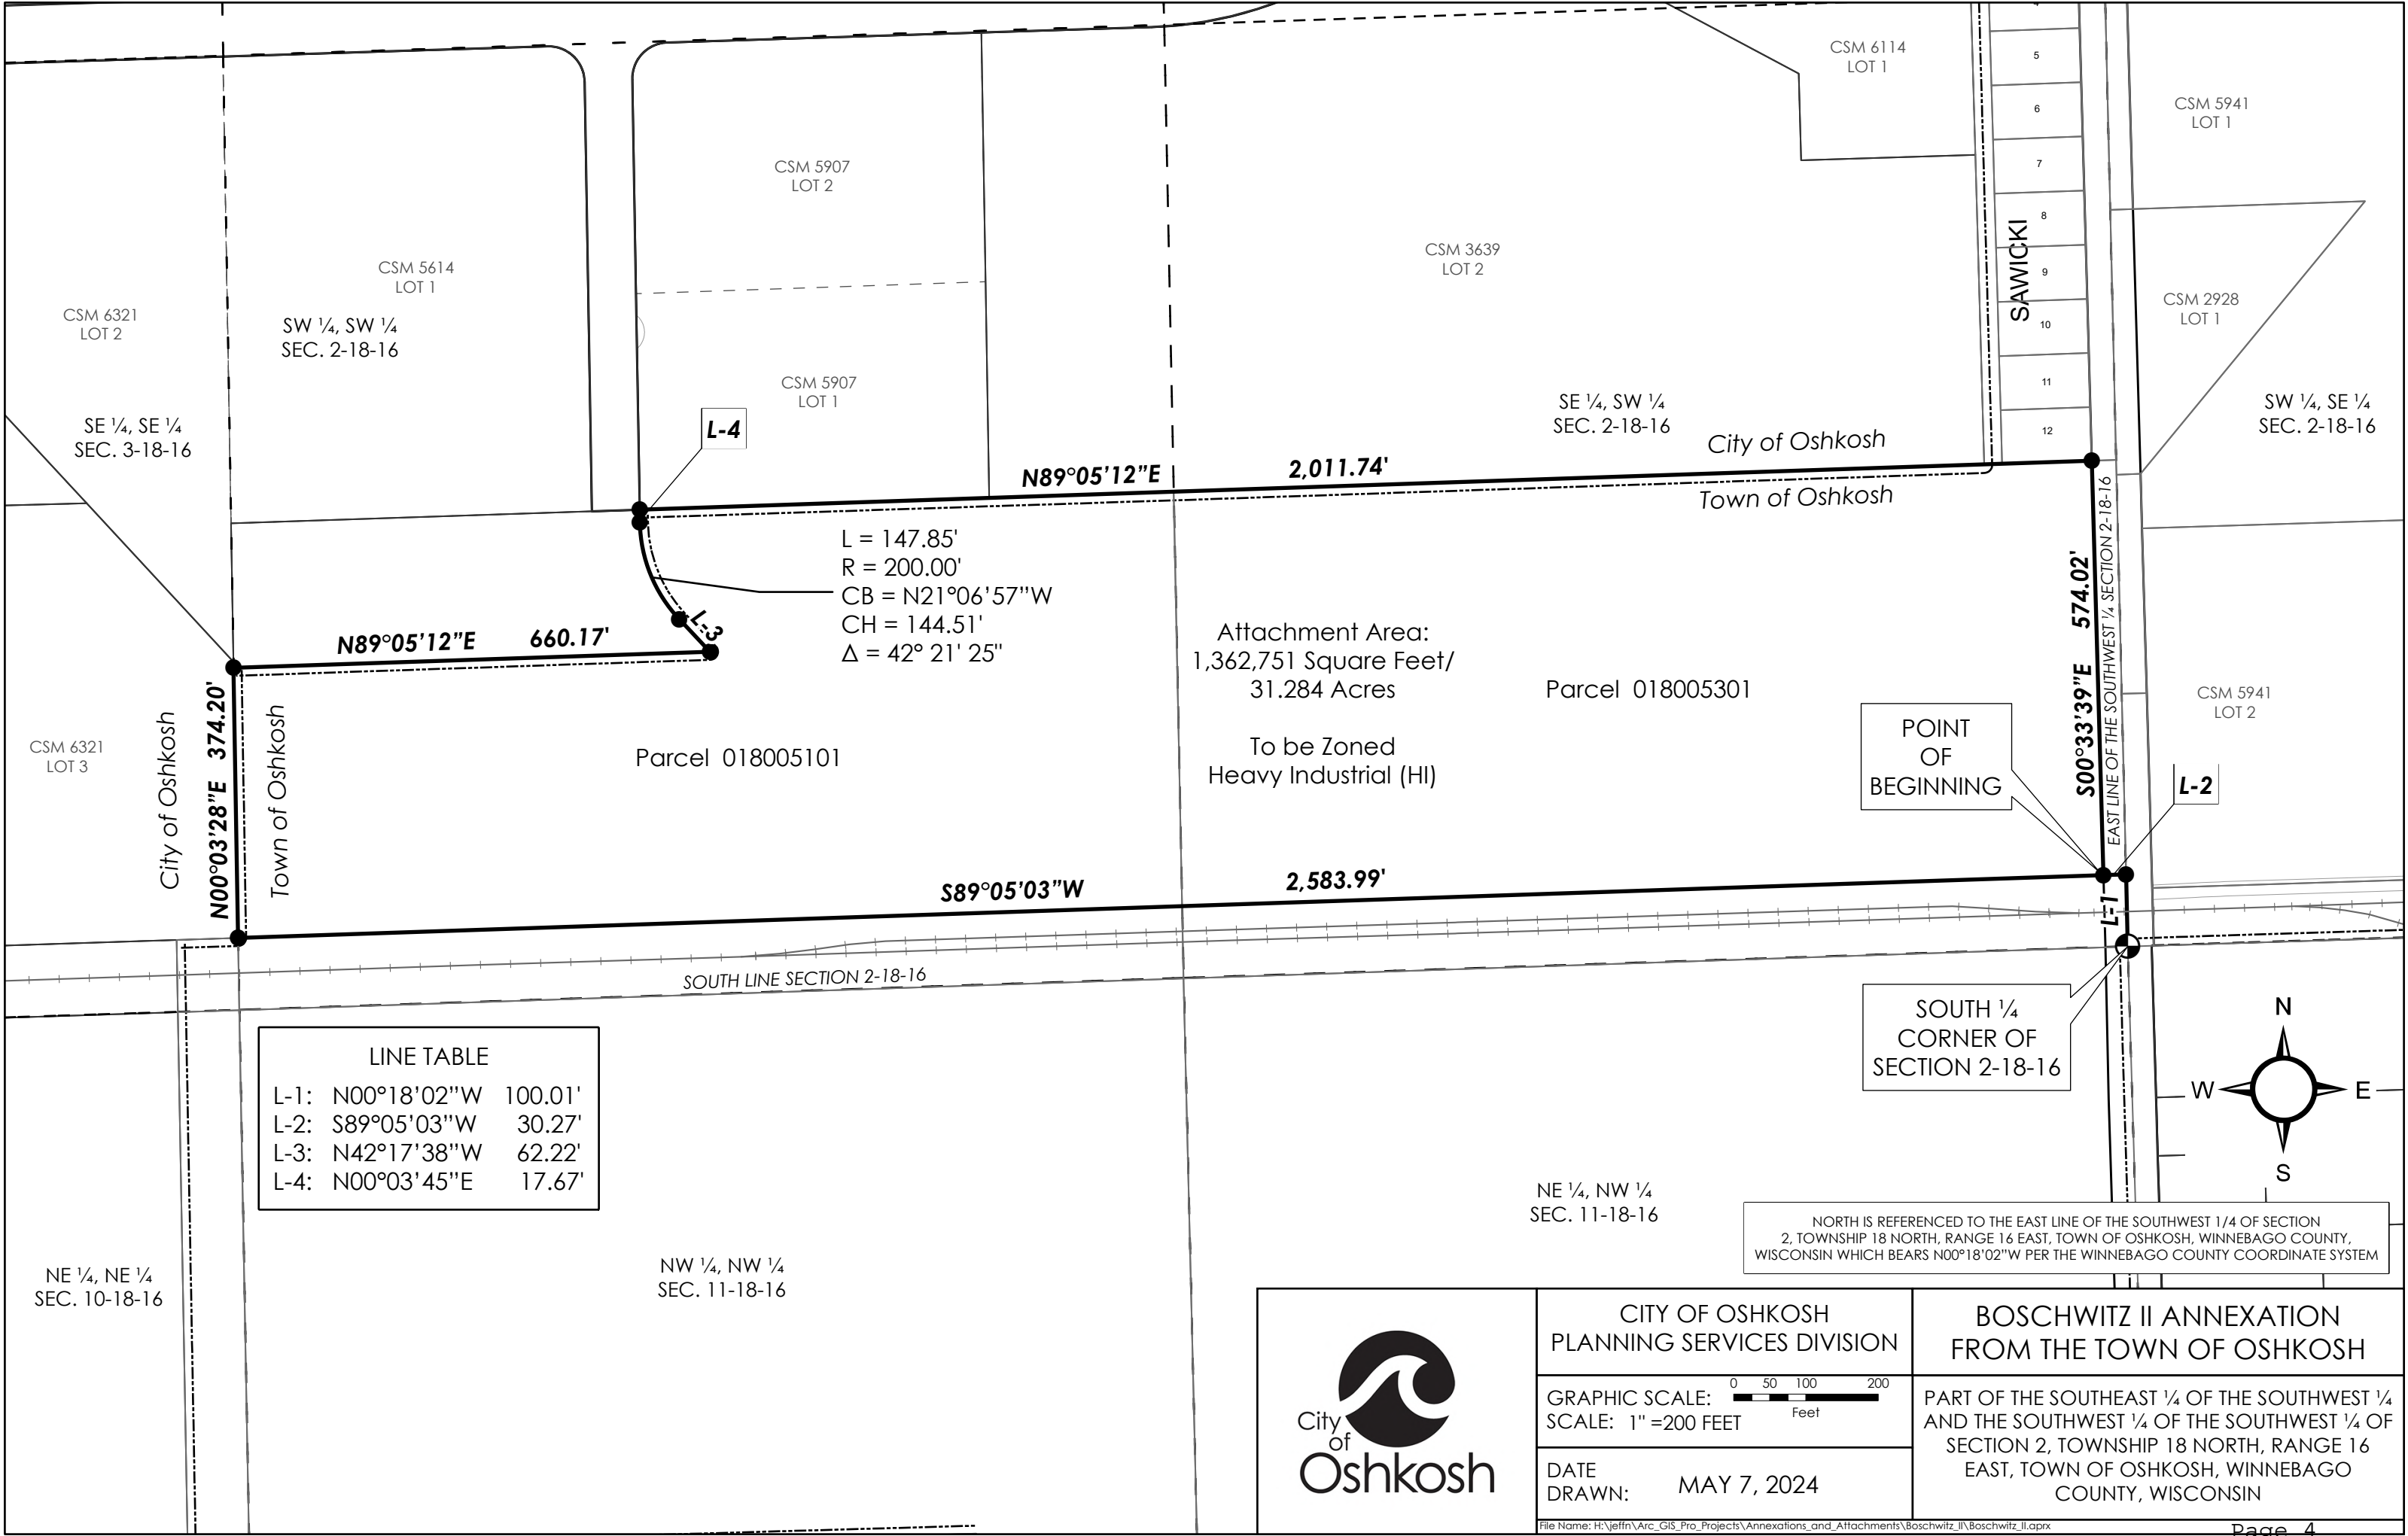 CSM 6114
LOT 1
5
6
7
8
9
10
11
12
SAWICKI
CSM 5941
LOT 1
CSM 5907
LOT 2
CSM 5614
LOT 1
CSM 3639
LOT 2
CSM 6321
LOT 2
SW ¼, SW ¼
SEC. 2-18-16
CSM 2928
LOT 1
CSM 5907
LOT 1
SE ¼, SE ¼
SEC. 3-18-16
L-4
SE ¼, SW ¼
SEC. 2-18-16
SW ¼, SE ¼
SEC. 2-18-16
N89°05'12"E 2,011.74'
City of Oshkosh
Town of Oshkosh
L = 147.85'
R = 200.00'
CB = N21°06'57"W
CH = 144.51'
Δ = 42° 21' 25"
L-3
N89°05'12"E 660.17'
S00°33'39"E 574.02'
EAST LINE OF THE SOUTHWEST ¼ SECTION 2-18-16
Attachment Area:
1,362,751 Square Feet/
31.284 Acres
To be Zoned
Heavy Industrial (HI)
Parcel 018005301
Parcel 018005101
CSM 5941
LOT 2
CSM 6321
LOT 3
City of Oshkosh
N00°03'28"E 374.20'
Town of Oshkosh
POINT
OF
BEGINNING
L-2
S89°05'03"W 2,583.99'
L-1
SOUTH LINE SECTION 2-18-16
SOUTH ¼
CORNER OF
SECTION 2-18-16
LINE TABLE
L-1: N00°18'02"W 100.01'
L-2: S89°05'03"W 30.27'
L-3: N42°17'38"W 62.22'
L-4: N00°03'45"E 17.67'
N
W
E
S
NE ¼, NW ¼
SEC. 11-18-16
NORTH IS REFERENCED TO THE EAST LINE OF THE SOUTHWEST 1/4 OF SECTION
2, TOWNSHIP 18 NORTH, RANGE 16 EAST, TOWN OF OSHKOSH, WINNEBAGO COUNTY,
WISCONSIN WHICH BEARS N00°18'02"W PER THE WINNEBAGO COUNTY COORDINATE SYSTEM
NE ¼, NE ¼
SEC. 10-18-16
NW ¼, NW ¼
SEC. 11-18-16
City
of
Oshkosh
CITY OF OSHKOSH
PLANNING SERVICES DIVISION
GRAPHIC SCALE: 0 50 100 200
Feet
SCALE: 1" =200 FEET
DATE
DRAWN: MAY 7, 2024
BOSCHWITZ II ANNEXATION
FROM THE TOWN OF OSHKOSH
PART OF THE SOUTHEAST ¼ OF THE SOUTHWEST ¼
AND THE SOUTHWEST ¼ OF THE SOUTHWEST ¼ OF
SECTION 2, TOWNSHIP 18 NORTH, RANGE 16
EAST, TOWN OF OSHKOSH, WINNEBAGO
COUNTY, WISCONSIN
File Name: H:\jeffn\Arc_GIS_Pro_Projects\Annexations_and_Attachments\Boschwitz_II\Boschwitz_II.aprx
Page 4